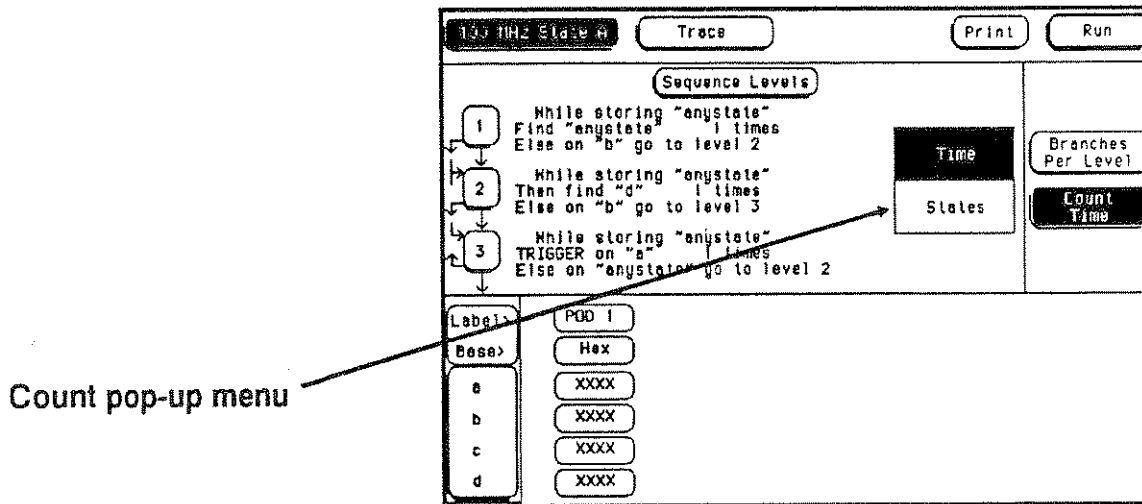 100 MHz State A Trace Print Run
Sequence Levels
1
While storing "anystate"
Find "anystate" 1 times
Else on "b" go to level 2
2
While storing "anystate"
Then find "d" 1 times
Else on "b" go to level 3
3
While storing "anystate"
TRIGGER on "a" 1 times
Else on "anystate" go to level 2
Time
States
Branches
Per Level
Count
Time
Label> POD 1
Base> Hex
a XXXX
b XXXX
c XXXX
d XXXX
Count pop-up menu